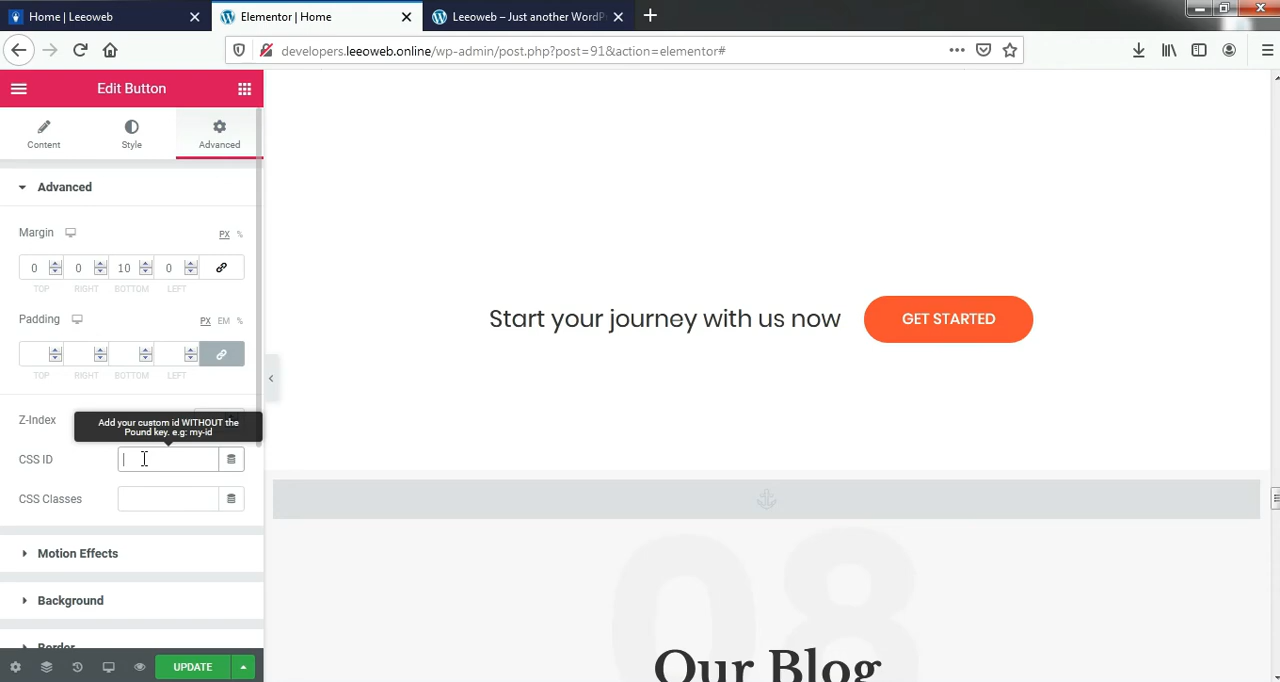 Home | Leeoweb
Elementor | Home
Leeoweb – Just another WordPr
developers.leeoweb.online/wp-admin/post.php?post=91&action=elementor#
Edit Button
Content
Style
Advanced
Advanced
Margin
PX %
0 0 10 0
TOP RIGHT BOTTOM LEFT
Padding
PX EM %
TOP RIGHT BOTTOM LEFT
Start your journey with us now
GET STARTED
Z-Index
Add your custom id WITHOUT the
Pound key. e.g: my-id
CSS ID
CSS Classes
Motion Effects
Background
Border
UPDATE
08
Our Blog